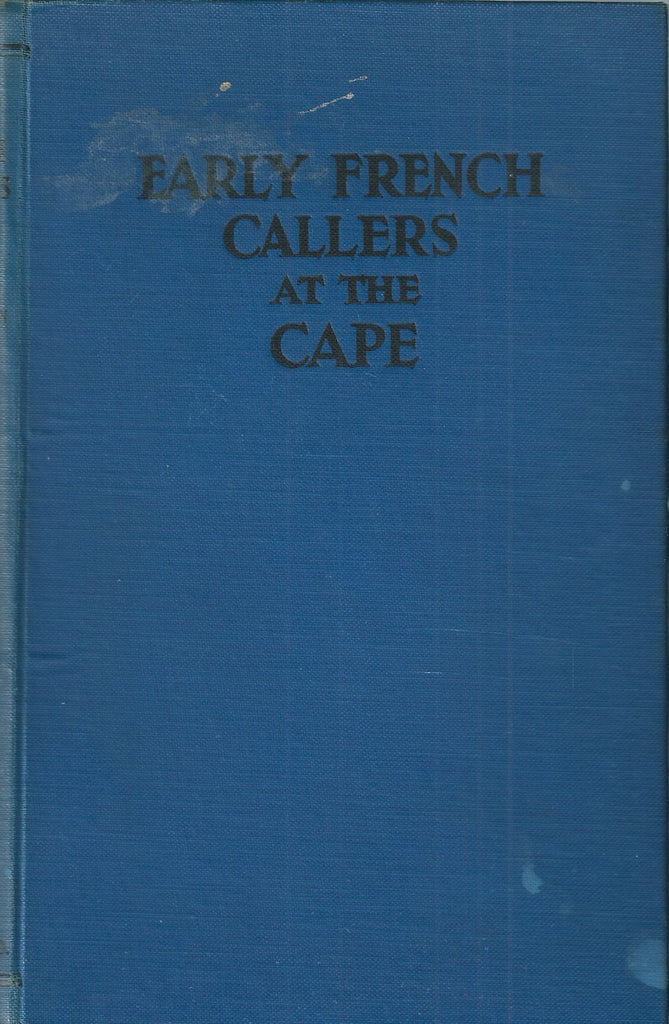 EARLY FRENCH
CALLERS
AT THE
CAPE